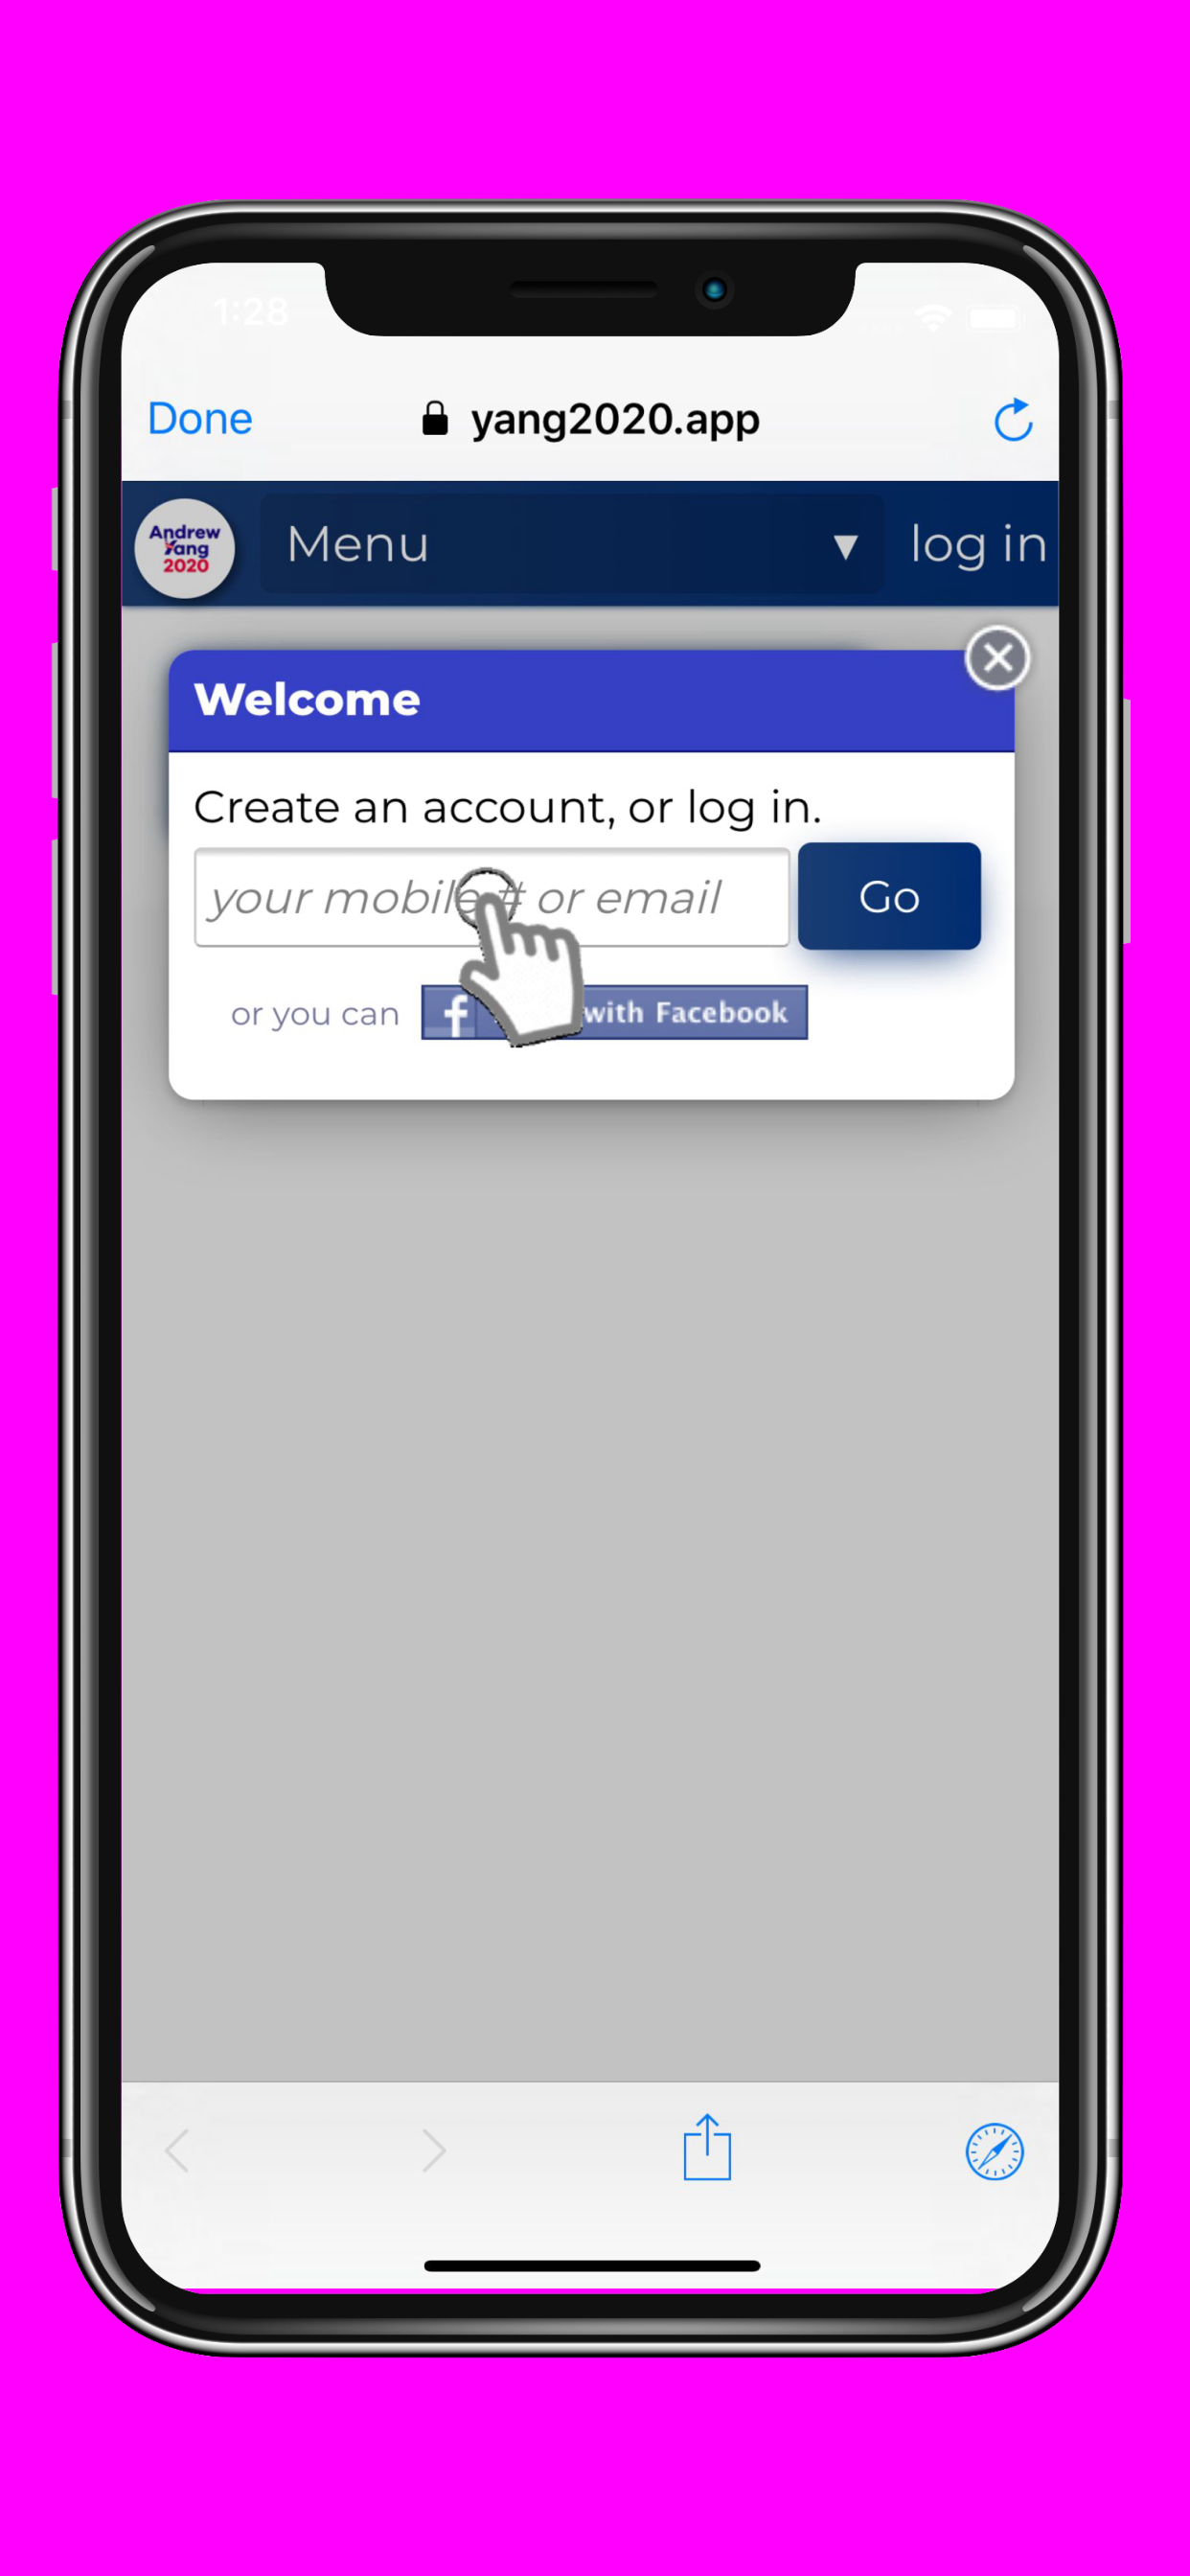 1:28
Done yang2020.app
Andrew
Yang
2020
Menu ▼ log in
Welcome
Create an account, or log in.
your mobile # or email Go
or you can f with Facebook